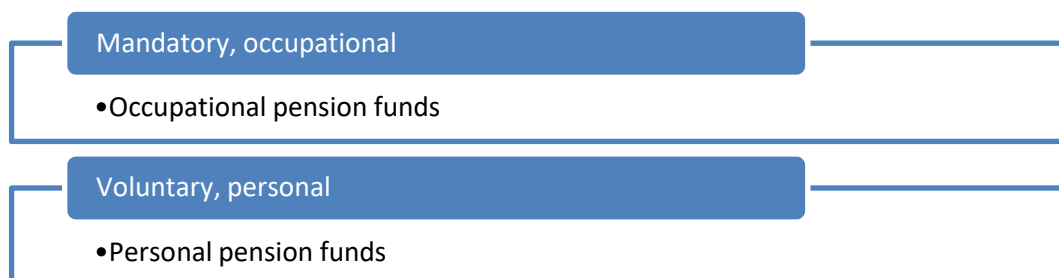 Mandatory, occupational
•Occupational pension funds
Voluntary, personal
•Personal pension funds